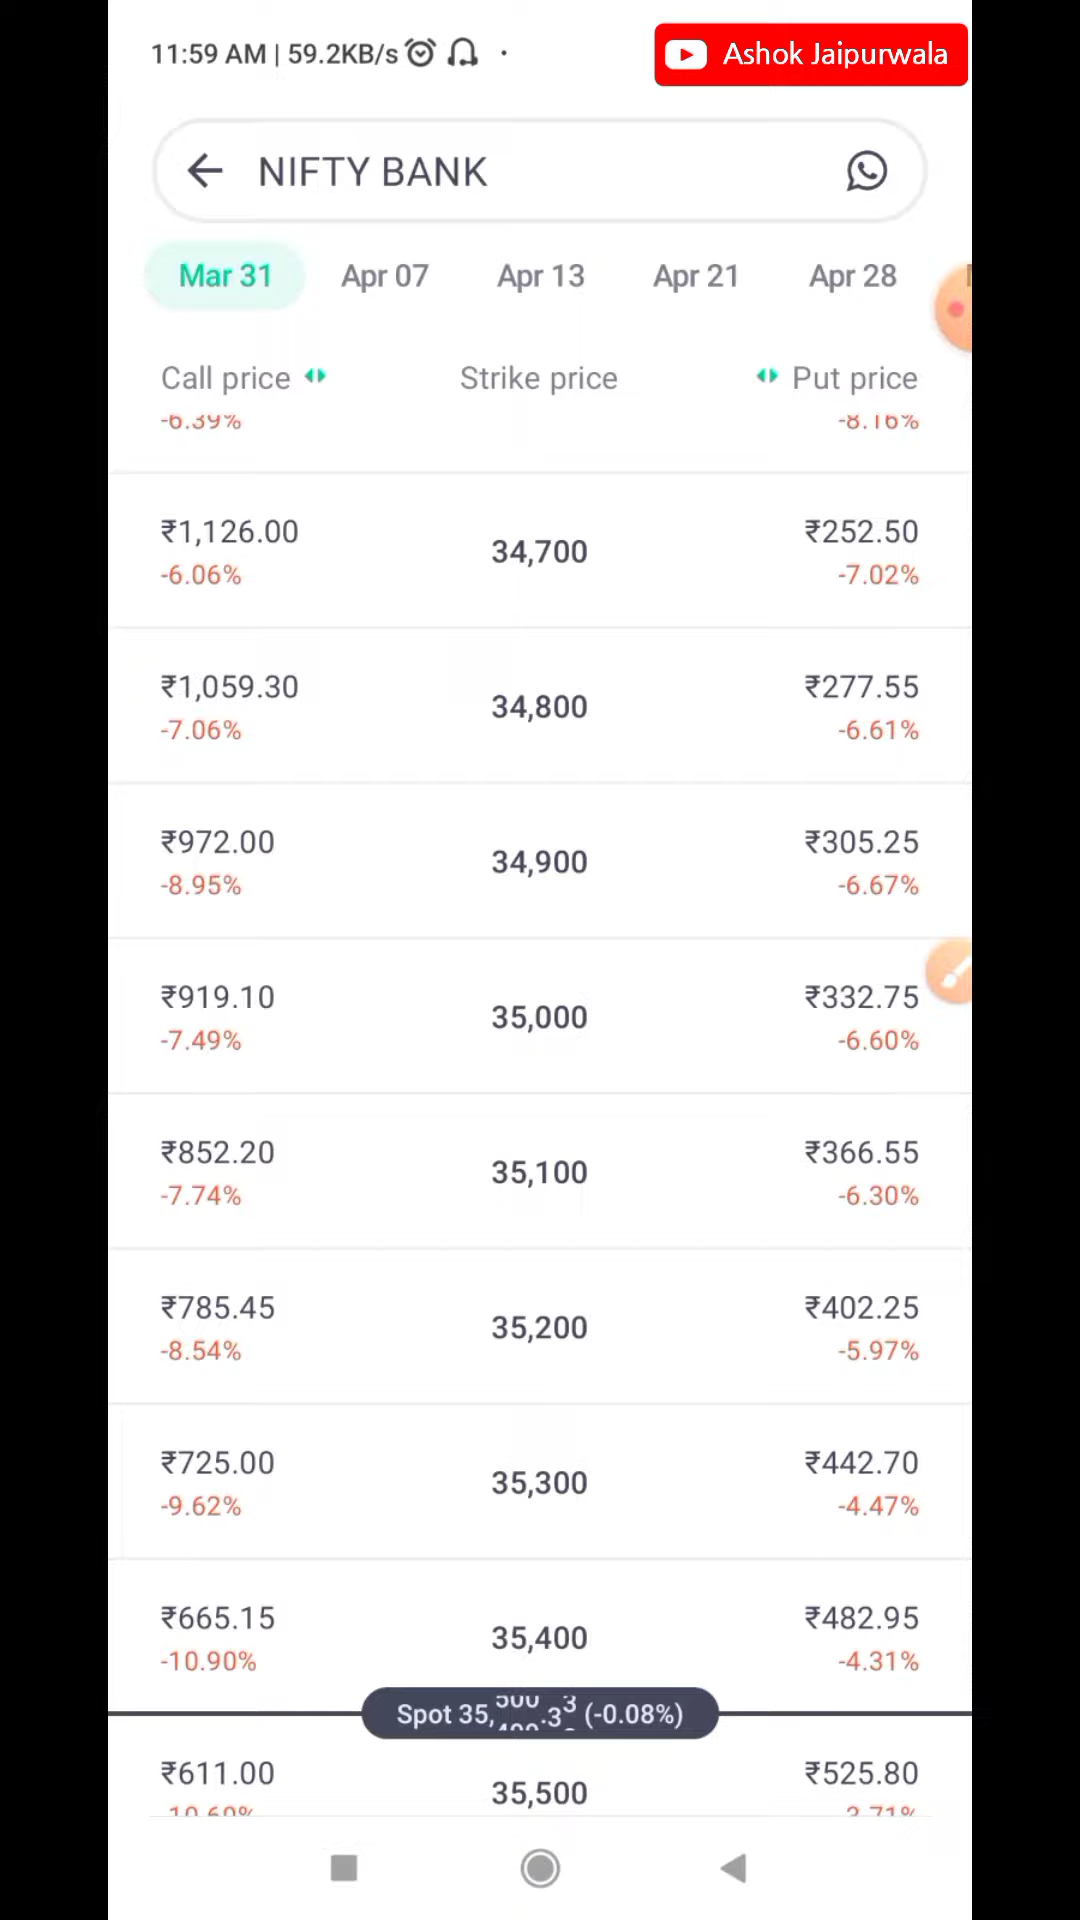 11:59 AM | 59.2KB/s
Ashok Jaipurwala
NIFTY BANK
Mar 31 Apr 07 Apr 13 Apr 21 Apr 28
Call price Strike price Put price
-6.39% -8.16%
₹1,126.00 34,700 ₹252.50
-6.06% -7.02%
₹1,059.30 34,800 ₹277.55
-7.06% -6.61%
₹972.00 34,900 ₹305.25
-8.95% -6.67%
₹919.10 35,000 ₹332.75
-7.49% -6.60%
₹852.20 35,100 ₹366.55
-7.74% -6.30%
₹785.45 35,200 ₹402.25
-8.54% -5.97%
₹725.00 35,300 ₹442.70
-9.62% -4.47%
₹665.15 35,400 ₹482.95
-10.90% -4.31%
Spot (-0.08%)
₹611.00 35,500 ₹525.80